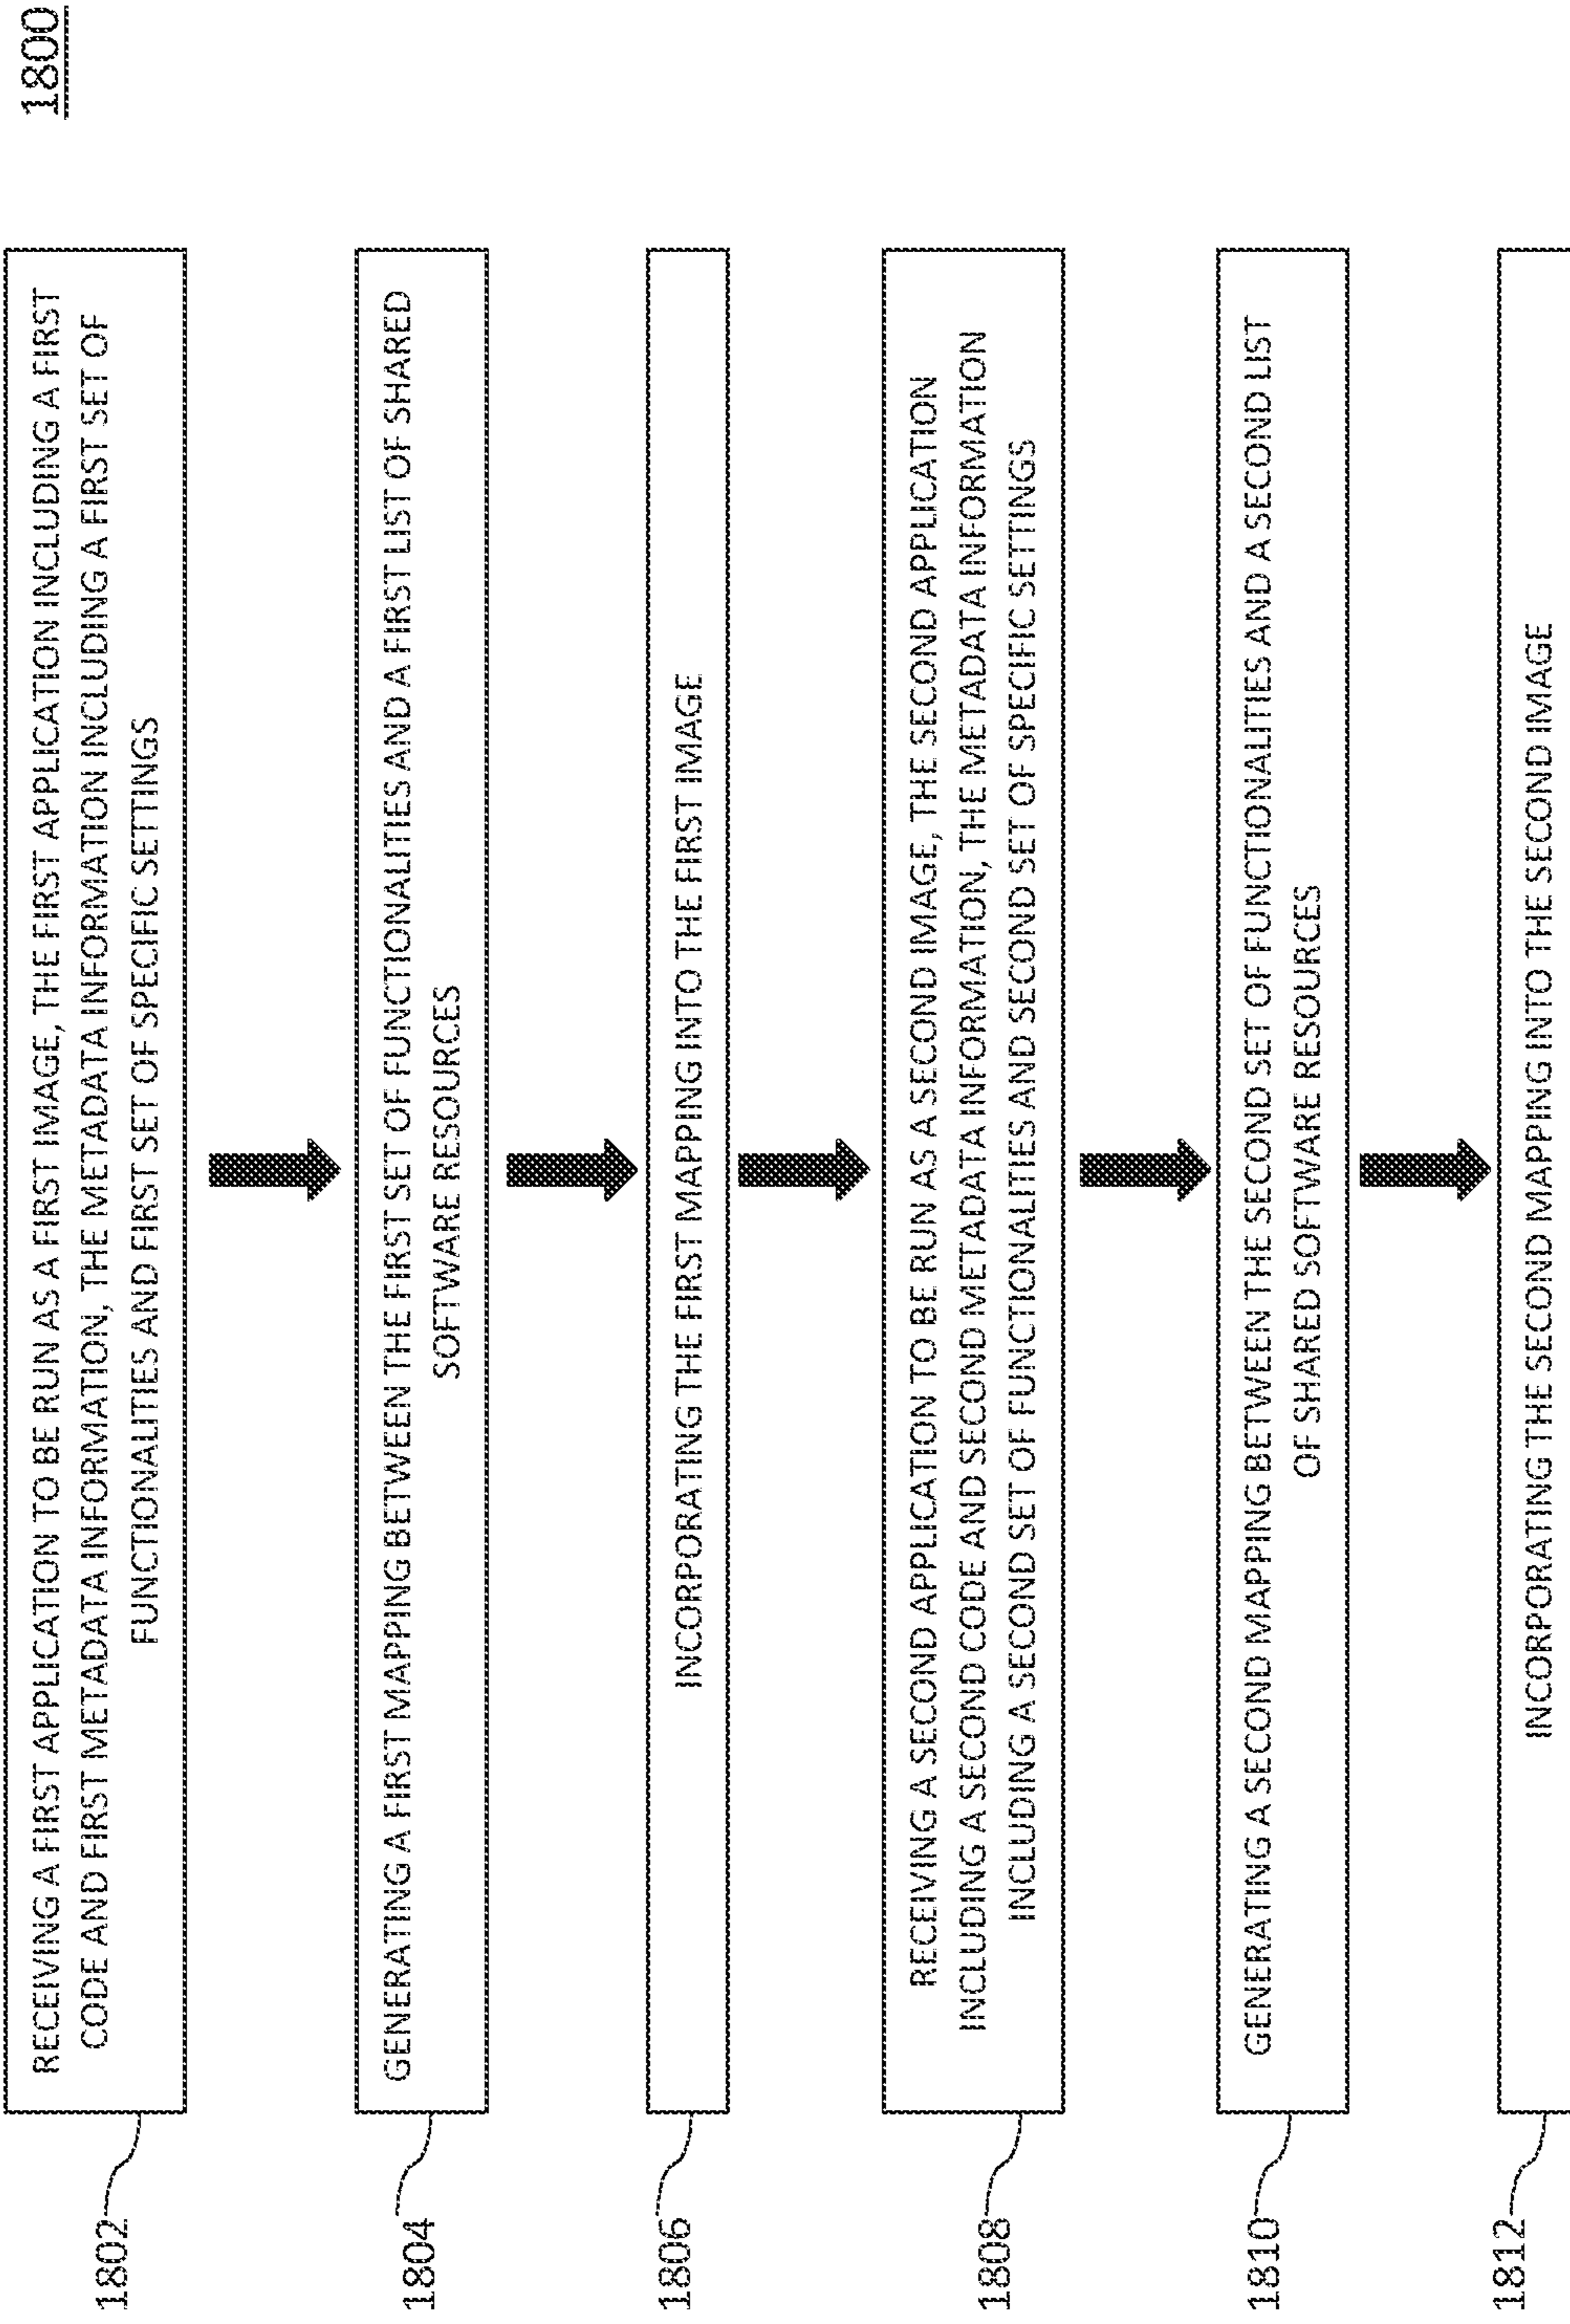 1800
1802
RECEIVING A FIRST APPLICATION TO BE RUN AS A FIRST IMAGE, THE FIRST APPLICATION INCLUDING A FIRST
CODE AND FIRST METADATA INFORMATION, THE METADATA INFORMATION INCLUDING A FIRST SET OF
FUNCTIONALITIES AND FIRST SET OF SPECIFIC SETTINGS
1804
GENERATING A FIRST MAPPING BETWEEN THE FIRST SET OF FUNCTIONALITIES AND A FIRST LIST OF SHARED
SOFTWARE RESOURCES
1806
INCORPORATING THE FIRST MAPPING INTO THE FIRST IMAGE
1808
RECEIVING A SECOND APPLICATION TO BE RUN AS A SECOND IMAGE, THE SECOND APPLICATION
INCLUDING A SECOND CODE AND SECOND METADATA INFORMATION, THE METADATA INFORMATION
INCLUDING A SECOND SET OF FUNCTIONALITIES AND SECOND SET OF SPECIFIC SETTINGS
1810
GENERATING A SECOND MAPPING BETWEEN THE SECOND SET OF FUNCTIONALITIES AND A SECOND LIST
OF SHARED SOFTWARE RESOURCES
1812
INCORPORATING THE SECOND MAPPING INTO THE SECOND IMAGE